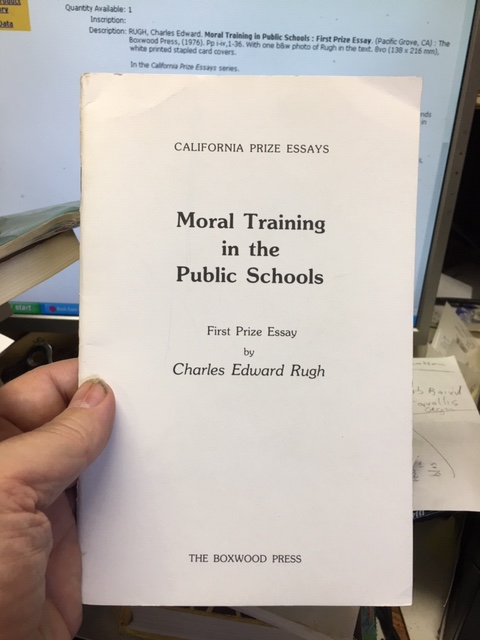 Quantity Available: 1
Inscription:
Description: RUGH, Charles Edward. Moral Training in Public Schools : First Prize Essay. (Pacific Grove, CA) : The
Boxwood Press, (1976). Pp i-iv,1-36. With one b&w photo of Rugh in the text. 8vo (138 x 216 mm),
white printed stapled card covers.
In the California Prize Essays series.
CALIFORNIA PRIZE ESSAYS
Moral Training
in the
Public Schools
First Prize Essay
by
Charles Edward Rugh
THE BOXWOOD PRESS
start